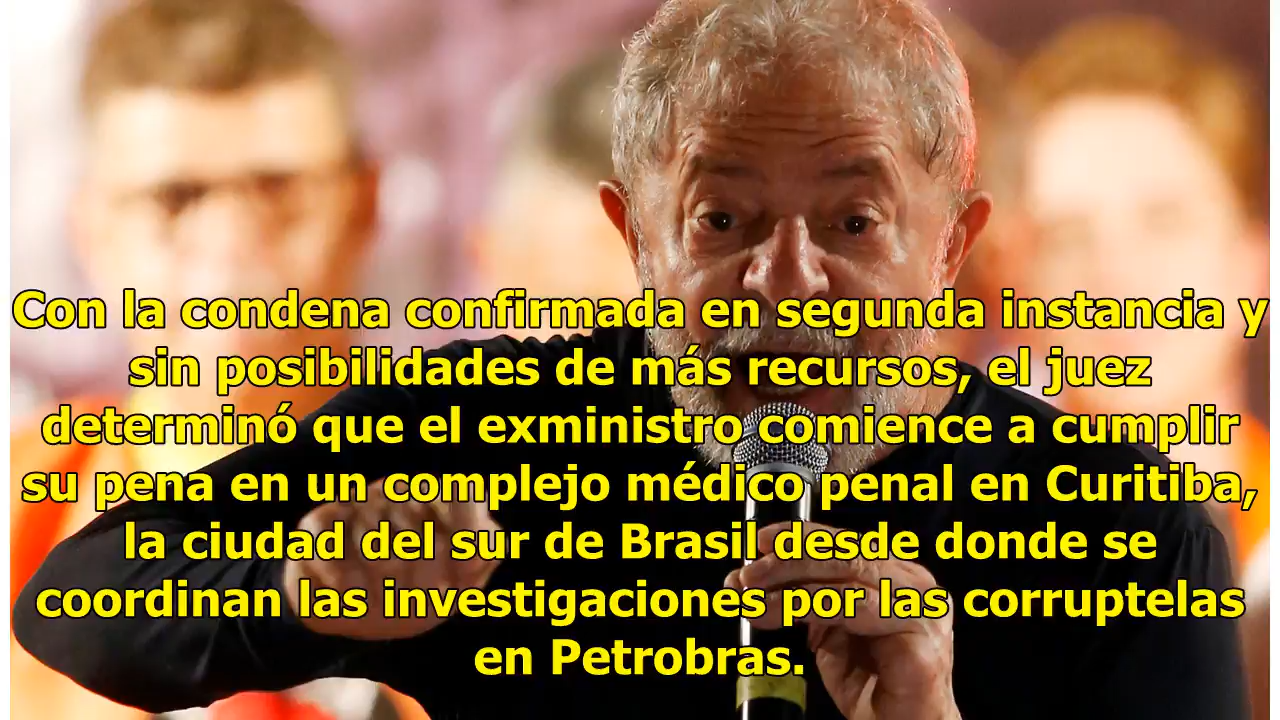 Con la condena confirmada en segunda instancia y
sin posibilidades de más recursos, el juez
determinó que el exministro comience a cumplir
su pena en un complejo médico penal en Curitiba,
la ciudad del sur de Brasil desde donde se
coordinan las investigaciones por las corruptelas
en Petrobras.